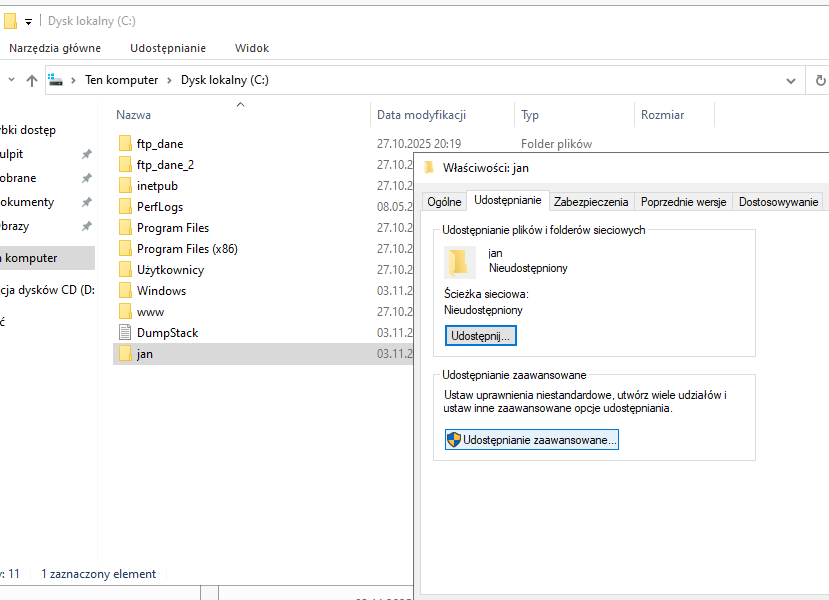 Dysk lokalny (C:)
Narzędzia główne Udostępnianie Widok
Ten komputer Dysk lokalny (C:)
Nazwa Data modyfikacji Typ Rozmiar
ybki dostęp
ulpit
obrane
okumenty
brazy
n komputer
cja dysków CD (D:
ć
ftp_dane 27.10.2025 20:19 Folder plików
ftp_dane_2 27.10.2
inetpub 27.10.2
PerfLogs 08.05.2
Program Files 27.10.2
Program Files (x86) 27.10.2
Użytkownicy 27.10.2
Windows 03.11.2
www 27.10.2
DumpStack 03.11.2
jan 03.11.2
Właściwości: jan
Ogólne Udostępnianie Zabezpieczenia Poprzednie wersje Dostosowywanie
Udostępnianie plików i folderów sieciowych
jan
Nieudostępniony
Ścieżka sieciowa:
Nieudostępniony
Udostępnij...
Udostępnianie zaawansowane
Ustaw uprawnienia niestandardowe, utwórz wiele udziałów i
ustaw inne zaawansowane opcje udostępniania.
Udostępnianie zaawansowane...
y: 11 1 zaznaczony element